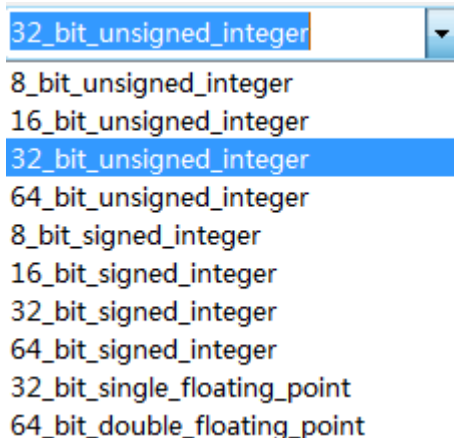 32_bit_unsigned_integer
8_bit_unsigned_integer
16_bit_unsigned_integer
32_bit_unsigned_integer
64_bit_unsigned_integer
8_bit_signed_integer
16_bit_signed_integer
32_bit_signed_integer
64_bit_signed_integer
32_bit_single_floating_point
64_bit_double_floating_point